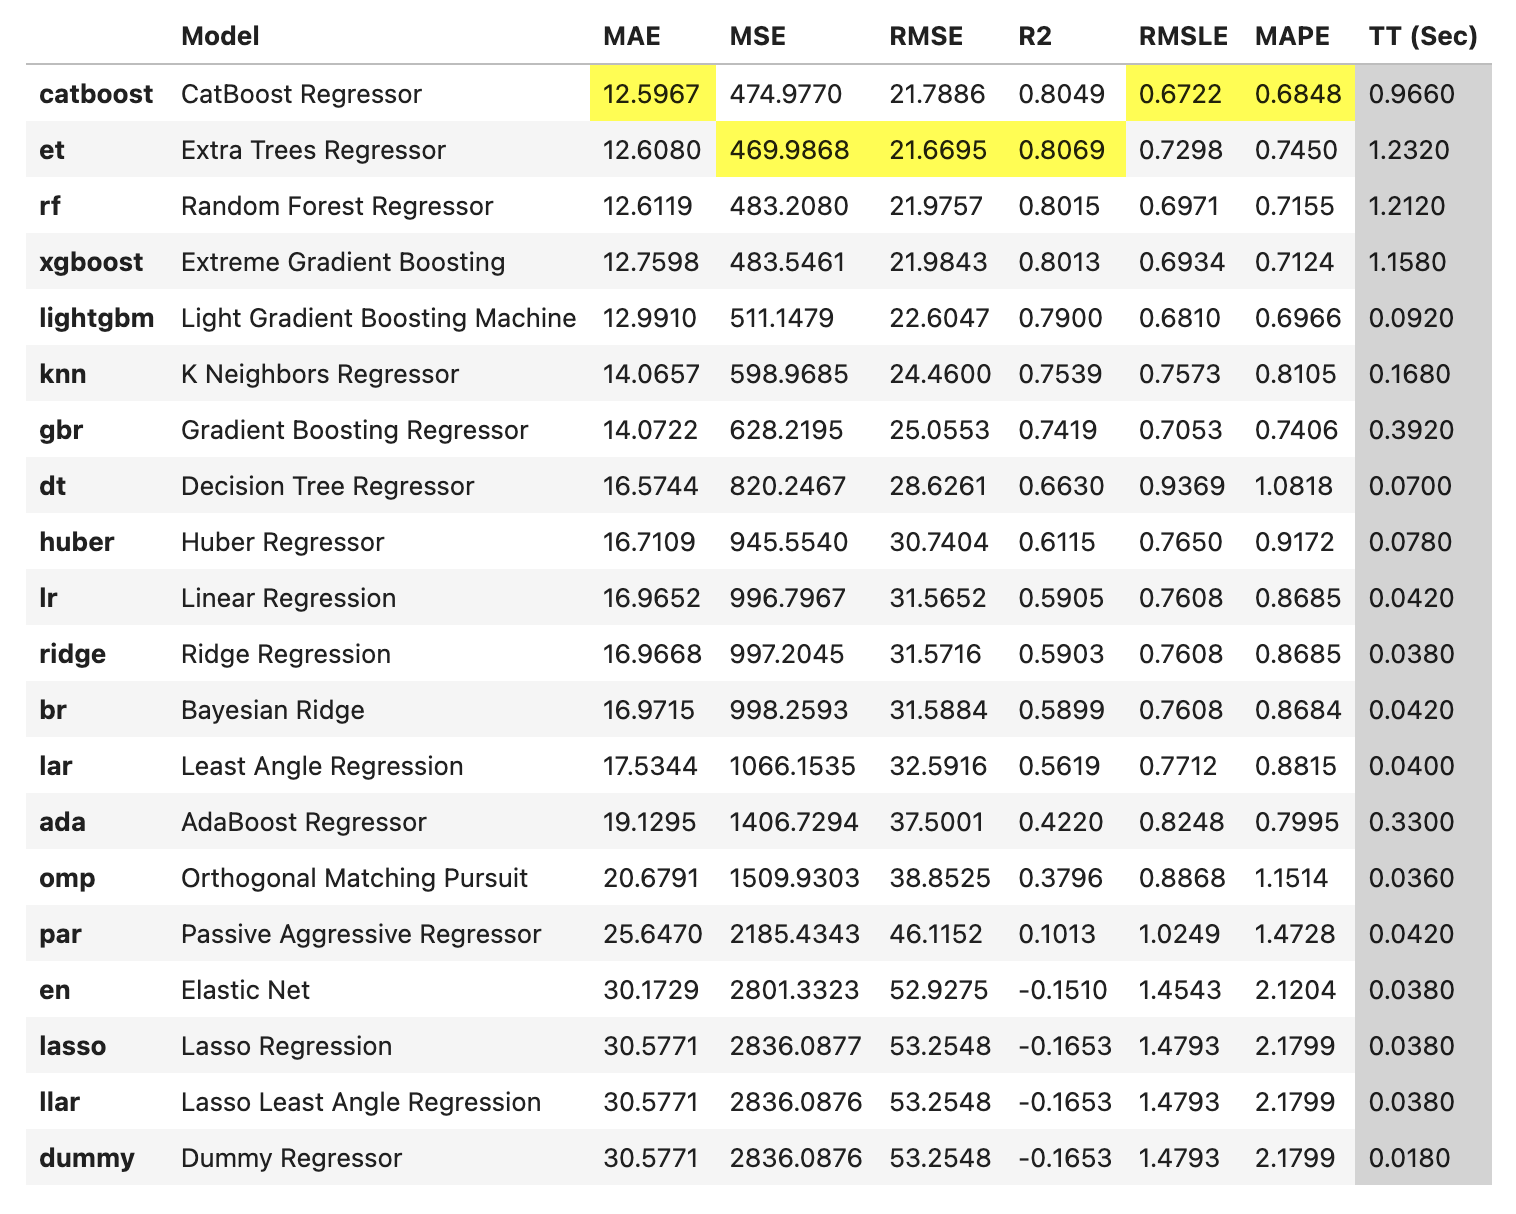 Model MAE MSE RMSE R2 RMSLE MAPE TT (Sec)
catboost CatBoost Regressor 12.5967 474.9770 21.7886 0.8049 0.6722 0.6848 0.9660
et Extra Trees Regressor 12.6080 469.9868 21.6695 0.8069 0.7298 0.7450 1.2320
rf Random Forest Regressor 12.6119 483.2080 21.9757 0.8015 0.6971 0.7155 1.2120
xgboost Extreme Gradient Boosting 12.7598 483.5461 21.9843 0.8013 0.6934 0.7124 1.1580
lightgbm Light Gradient Boosting Machine 12.9910 511.1479 22.6047 0.7900 0.6810 0.6966 0.0920
knn K Neighbors Regressor 14.0657 598.9685 24.4600 0.7539 0.7573 0.8105 0.1680
gbr Gradient Boosting Regressor 14.0722 628.2195 25.0553 0.7419 0.7053 0.7406 0.3920
dt Decision Tree Regressor 16.5744 820.2467 28.6261 0.6630 0.9369 1.0818 0.0700
huber Huber Regressor 16.7109 945.5540 30.7404 0.6115 0.7650 0.9172 0.0780
lr Linear Regression 16.9652 996.7967 31.5652 0.5905 0.7608 0.8685 0.0420
ridge Ridge Regression 16.9668 997.2045 31.5716 0.5903 0.7608 0.8685 0.0380
br Bayesian Ridge 16.9715 998.2593 31.5884 0.5899 0.7608 0.8684 0.0420
lar Least Angle Regression 17.5344 1066.1535 32.5916 0.5619 0.7712 0.8815 0.0400
ada AdaBoost Regressor 19.1295 1406.7294 37.5001 0.4220 0.8248 0.7995 0.3300
omp Orthogonal Matching Pursuit 20.6791 1509.9303 38.8525 0.3796 0.8868 1.1514 0.0360
par Passive Aggressive Regressor 25.6470 2185.4343 46.1152 0.1013 1.0249 1.4728 0.0420
en Elastic Net 30.1729 2801.3323 52.9275 -0.1510 1.4543 2.1204 0.0380
lasso Lasso Regression 30.5771 2836.0877 53.2548 -0.1653 1.4793 2.1799 0.0380
llar Lasso Least Angle Regression 30.5771 2836.0876 53.2548 -0.1653 1.4793 2.1799 0.0380
dummy Dummy Regressor 30.5771 2836.0876 53.2548 -0.1653 1.4793 2.1799 0.0180